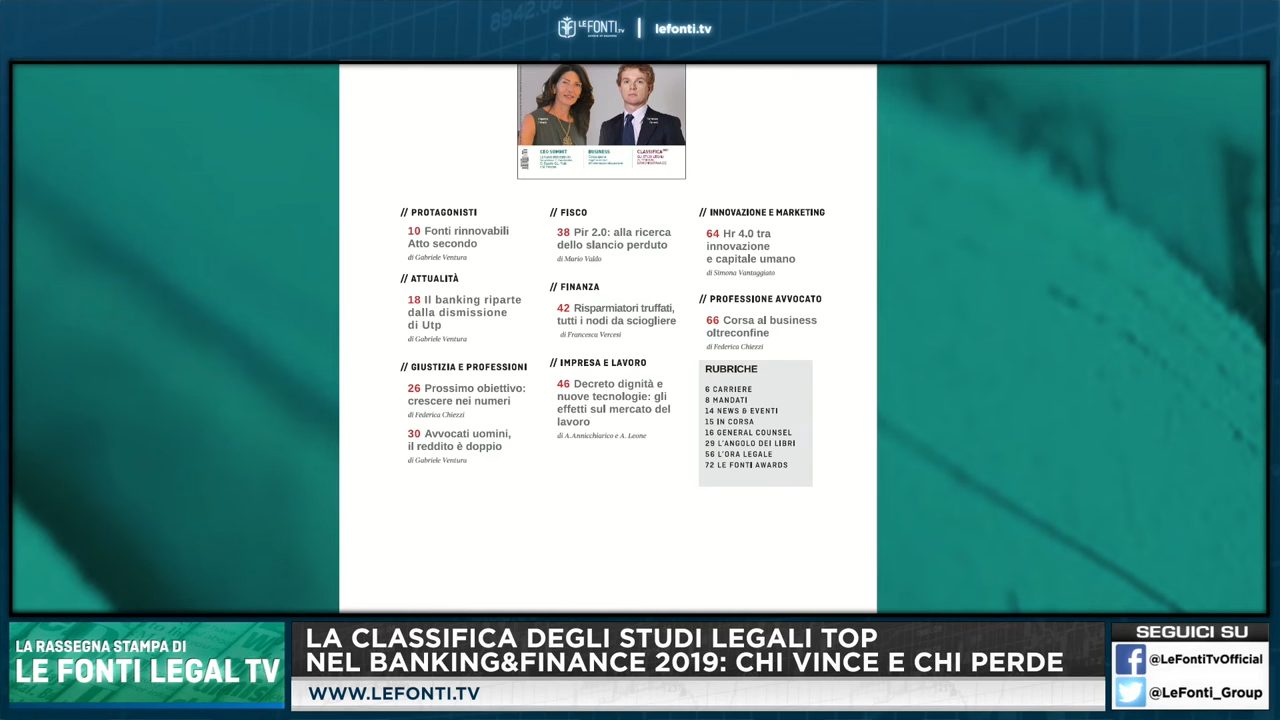 LE FONTI.TV
lefonti.tv
CEO SUMMIT
BUSINESS
CLASSIFICA
// PROTAGONISTI
10 Fonti rinnovabili
Atto secondo
di Gabriele Ventura
// ATTUALITÀ
18 Il banking riparte
dalla dismissione
di Utp
di Gabriele Ventura
// GIUSTIZIA E PROFESSIONI
26 Prossimo obiettivo:
crescere nei numeri
di Federica Chiezzi
30 Avvocati uomini,
il reddito è doppio
di Gabriele Ventura
// FISCO
38 Pir 2.0: alla ricerca
dello slancio perduto
di Mario Valdo
// FINANZA
42 Risparmiatori truffati,
tutti i nodi da sciogliere
di Francesca Vercesi
// IMPRESA E LAVORO
46 Decreto dignità e
nuove tecnologie: gli
effetti sul mercato del
lavoro
di A.Annicchiarico e A. Leone
// INNOVAZIONE E MARKETING
64 Hr 4.0 tra
innovazione
e capitale umano
di Simona Vantaggiato
// PROFESSIONE AVVOCATO
66 Corsa al business
oltreconfine
di Federica Chiezzi
RUBRICHE
6 CARRIERE
8 MANDATI
14 NEWS & EVENTI
15 IN CORSA
16 GENERAL COUNSEL
29 L'ANGOLO DEI LIBRI
56 L'ORA LEGALE
72 LE FONTI AWARDS
LA RASSEGNA STAMPA DI
LE FONTI LEGAL TV
LA CLASSIFICA DEGLI STUDI LEGALI TOP
NEL BANKING&FINANCE 2019: CHI VINCE E CHI PERDE
WWW.LEFONTI.TV
SEGUICI SU
@LeFontiTvOfficial
@LeFonti_Group